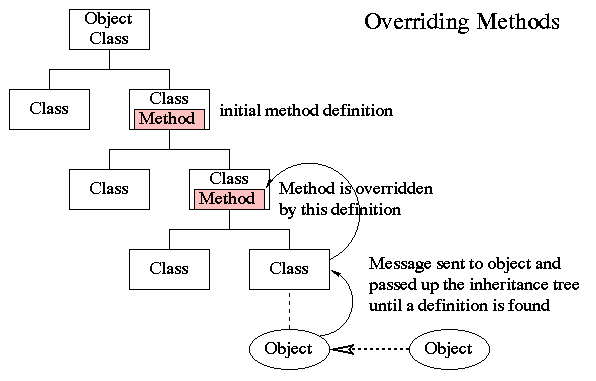 Overriding Methods
Object
Class
Class
Class
Method
initial method definition
Class
Class
Method
Method is overridden
by this definition
Class
Class
Message sent to object and
passed up the inheritance tree
until a definition is found
Object
Object